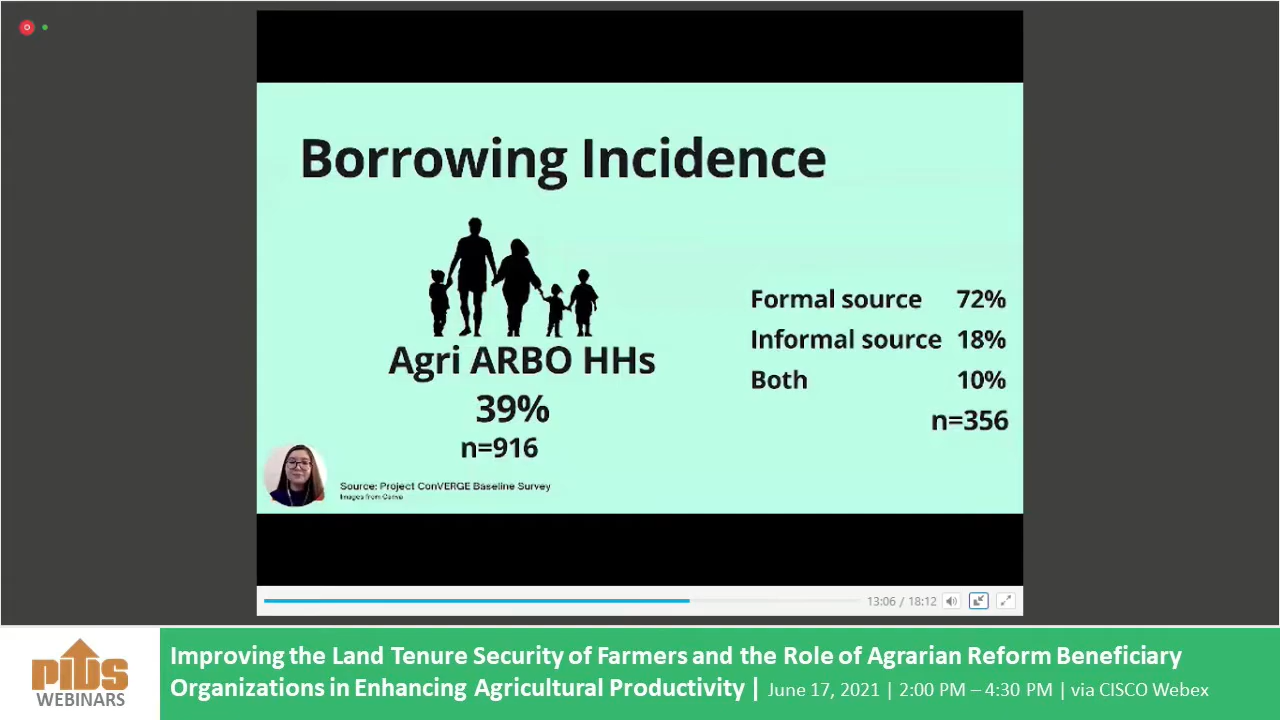 Borrowing Incidence
Agri ARBO HHs
39%
n=916
Formal source 72%
Informal source 18%
Both 10%
n=356
Source: Project ConVERGE Baseline Survey
Images from Canva
13:06 / 18:12
PIDS
WEBINARS
Improving the Land Tenure Security of Farmers and the Role of Agrarian Reform Beneficiary
Organizations in Enhancing Agricultural Productivity | June 17, 2021 | 2:00 PM – 4:30 PM | via CISCO Webex